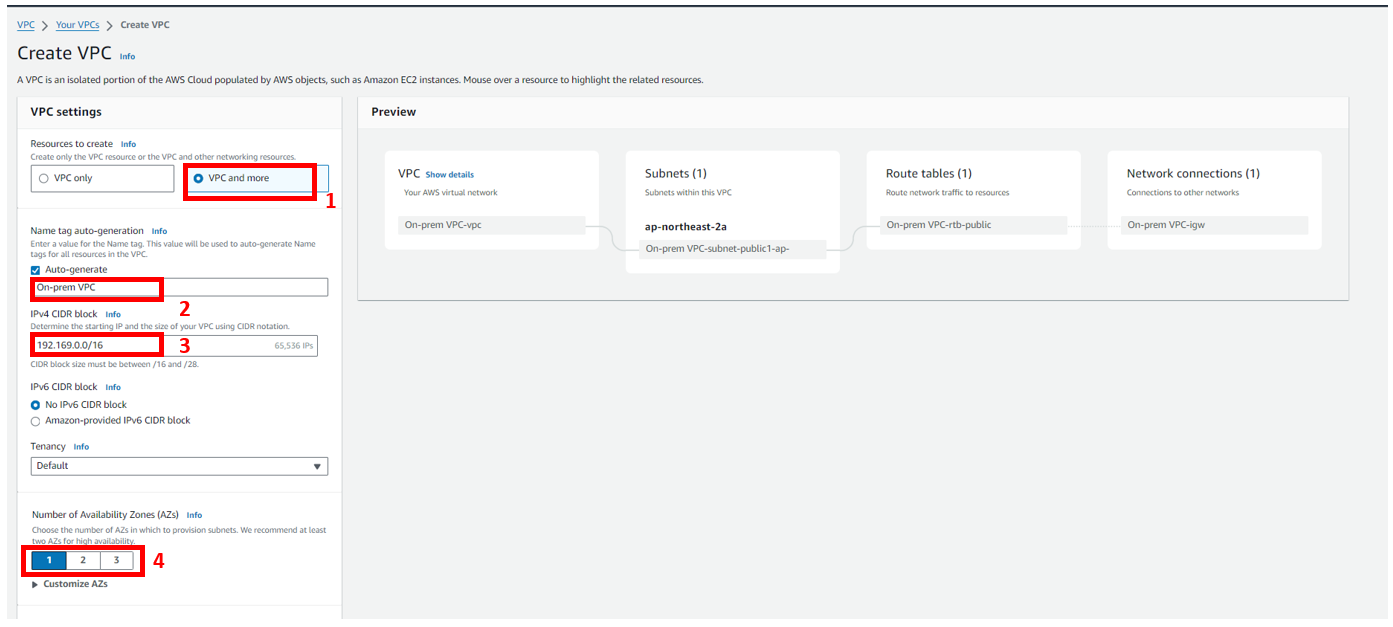 VPC > Your VPCs > Create VPC
Create VPC Info
A VPC is an isolated portion of the AWS Cloud populated by AWS objects, such as Amazon EC2 instances. Mouse over a resource to highlight the related resources.
VPC settings
Resources to create Info
Create only the VPC resource or the VPC and other networking resources.
VPC only
VPC and more
1
Name tag auto-generation Info
Enter a value for the Name tag. This value will be used to auto-generate Name
tags for all resources in the VPC.
Auto-generate
On-prem VPC
2
IPv4 CIDR block Info
Determine the starting IP and the size of your VPC using CIDR notation.
192.169.0.0/16
3
65,536 IPs
CIDR block size must be between /16 and /28.
IPv6 CIDR block Info
No IPv6 CIDR block
Amazon-provided IPv6 CIDR block
Tenancy Info
Default
Number of Availability Zones (AZs) Info
Choose the number of AZs in which to provision subnets. We recommend at least
two AZs for high availability.
1 2 3
4
Customize AZs
Preview
VPC Show details
Your AWS virtual network
On-prem VPC-vpc
Subnets (1)
Subnets within this VPC
ap-northeast-2a
On-prem VPC-subnet-public1-ap-
Route tables (1)
Route network traffic to resources
On-prem VPC-rtb-public
Network connections (1)
Connections to other networks
On-prem VPC-igw